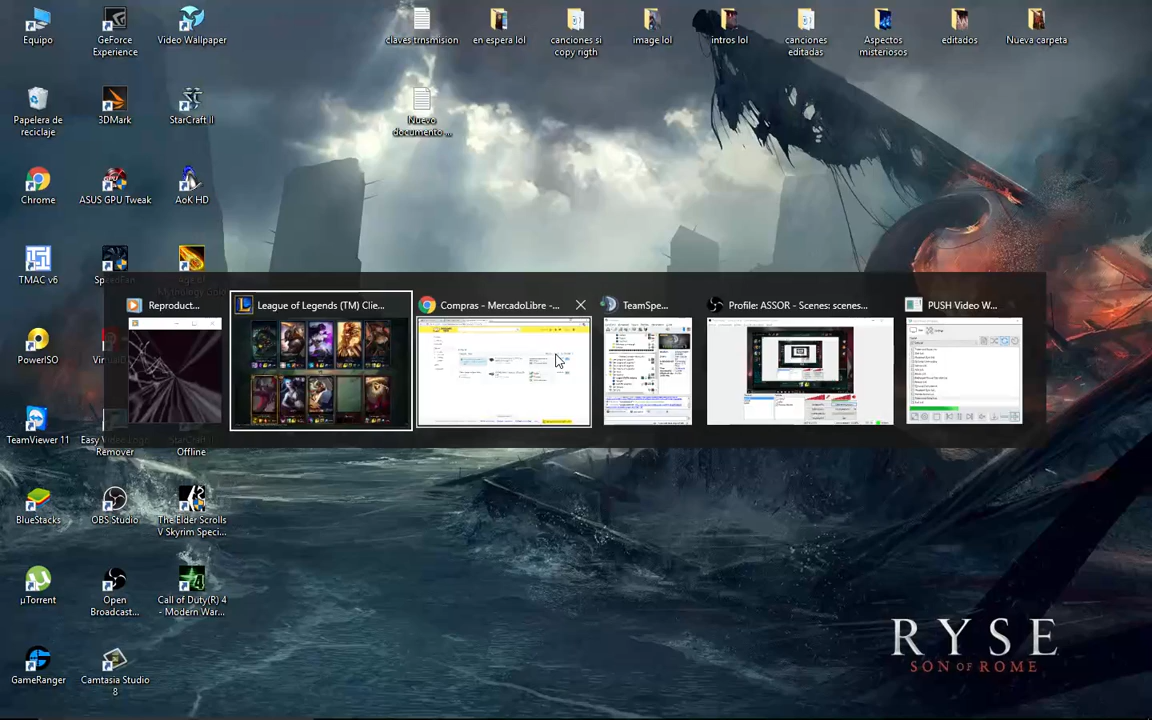 Equipo
GeForce
Experience
Video Wallpaper
claves trnsmision
en espera lol
canciones si
copy rigth
image lol
intros lol
canciones
editadas
Aspectos
misteriosos
editados
Nueva carpeta
Papelera de
reciclaje
3DMark
StarCraft II
Nuevo
documento ...
Chrome
ASUS GPU Tweak
AoK HD
TMAC v6
Reproduct...
League of Legends (TM) Clie...
Compras - MercadoLibre -...
TeamSpe...
Profile: ASSOR - Scenes: scenes...
PUSH Video W...
PowerISO
TeamViewer 11
Remover
StarCraft II
Offline
BlueStacks
OBS Studio
The Elder Scrolls
V Skyrim Speci...
µTorrent
Open
Broadcast...
Call of Duty(R) 4
- Modern War...
GameRanger
Camtasia Studio
8
RYSE
SON OF ROME